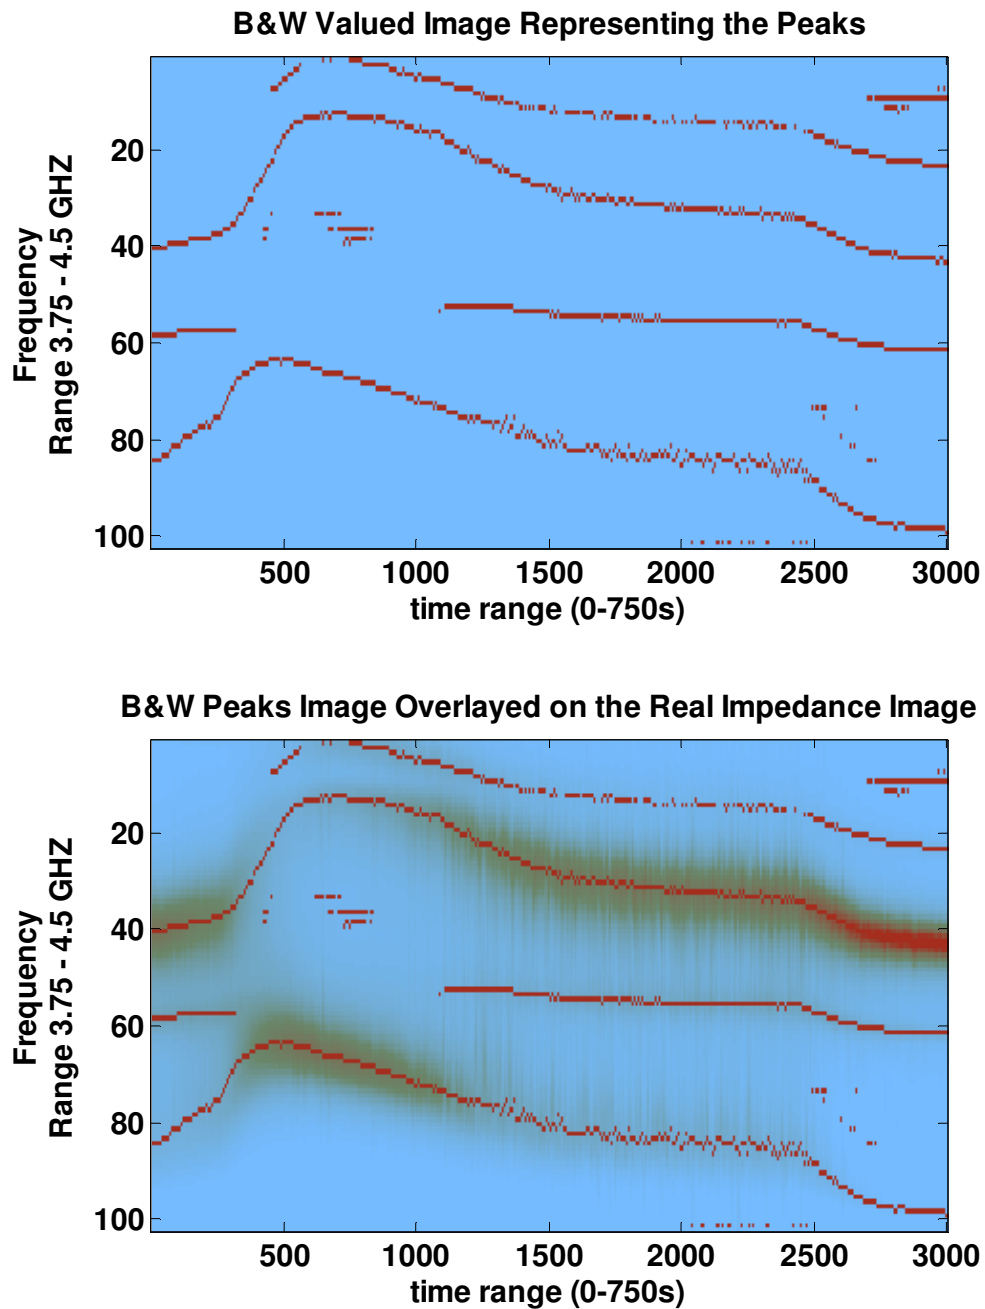 B&W Valued Image Representing the Peaks
Frequency
Range 3.75 - 4.5 GHZ
20
40
60
80
100
500 1000 1500 2000 2500 3000
time range (0-750s)
B&W Peaks Image Overlayed on the Real Impedance Image
Frequency
Range 3.75 - 4.5 GHZ
20
40
60
80
100
500 1000 1500 2000 2500 3000
time range (0-750s)